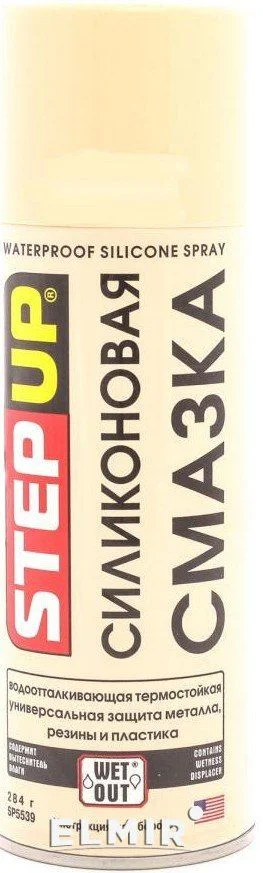 WATERPROOF SILICONE SPRAY
STEP UP®
СИЛИКОНОВАЯ
СМАЗКА
водоотталкивающая термостойкая
универсальная защита металла,
резины и пластика
СОДЕРЖИТ
ВЫТЕСНИТЕЛЬ
ВЛАГИ
WET
OUT
CONTAINS
WETNESS
DISPLACER
284 г
SP5539
ELMIR